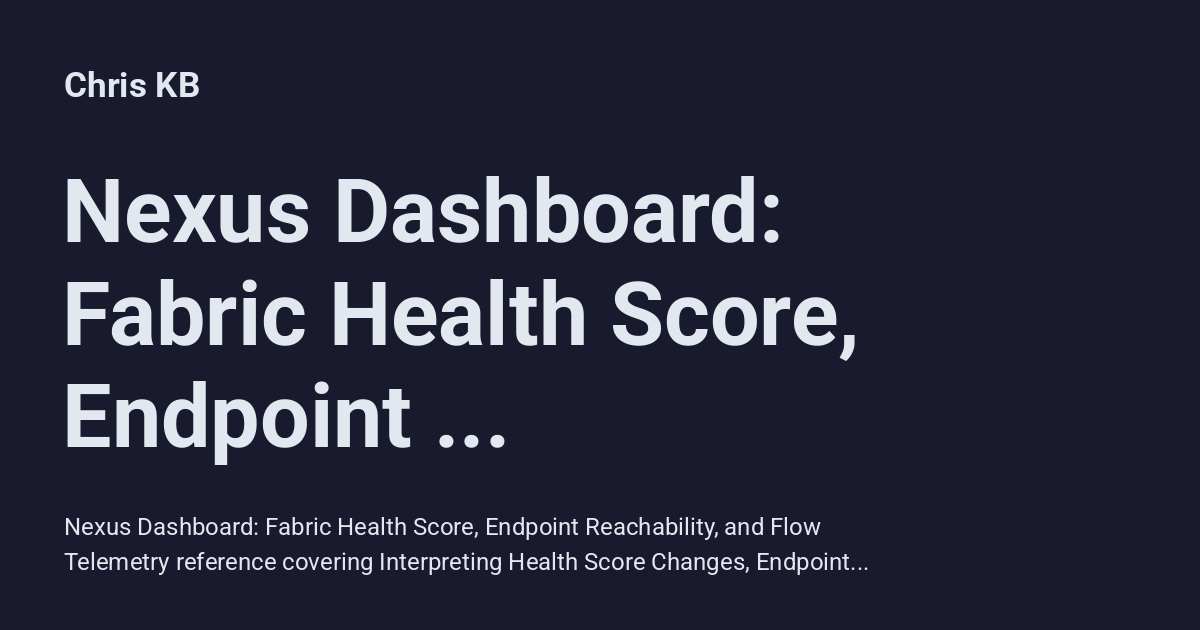 Chris KB
Nexus Dashboard:
Fabric Health Score,
Endpoint ...
Nexus Dashboard: Fabric Health Score, Endpoint Reachability, and Flow
Telemetry reference covering Interpreting Health Score Changes, Endpoint...